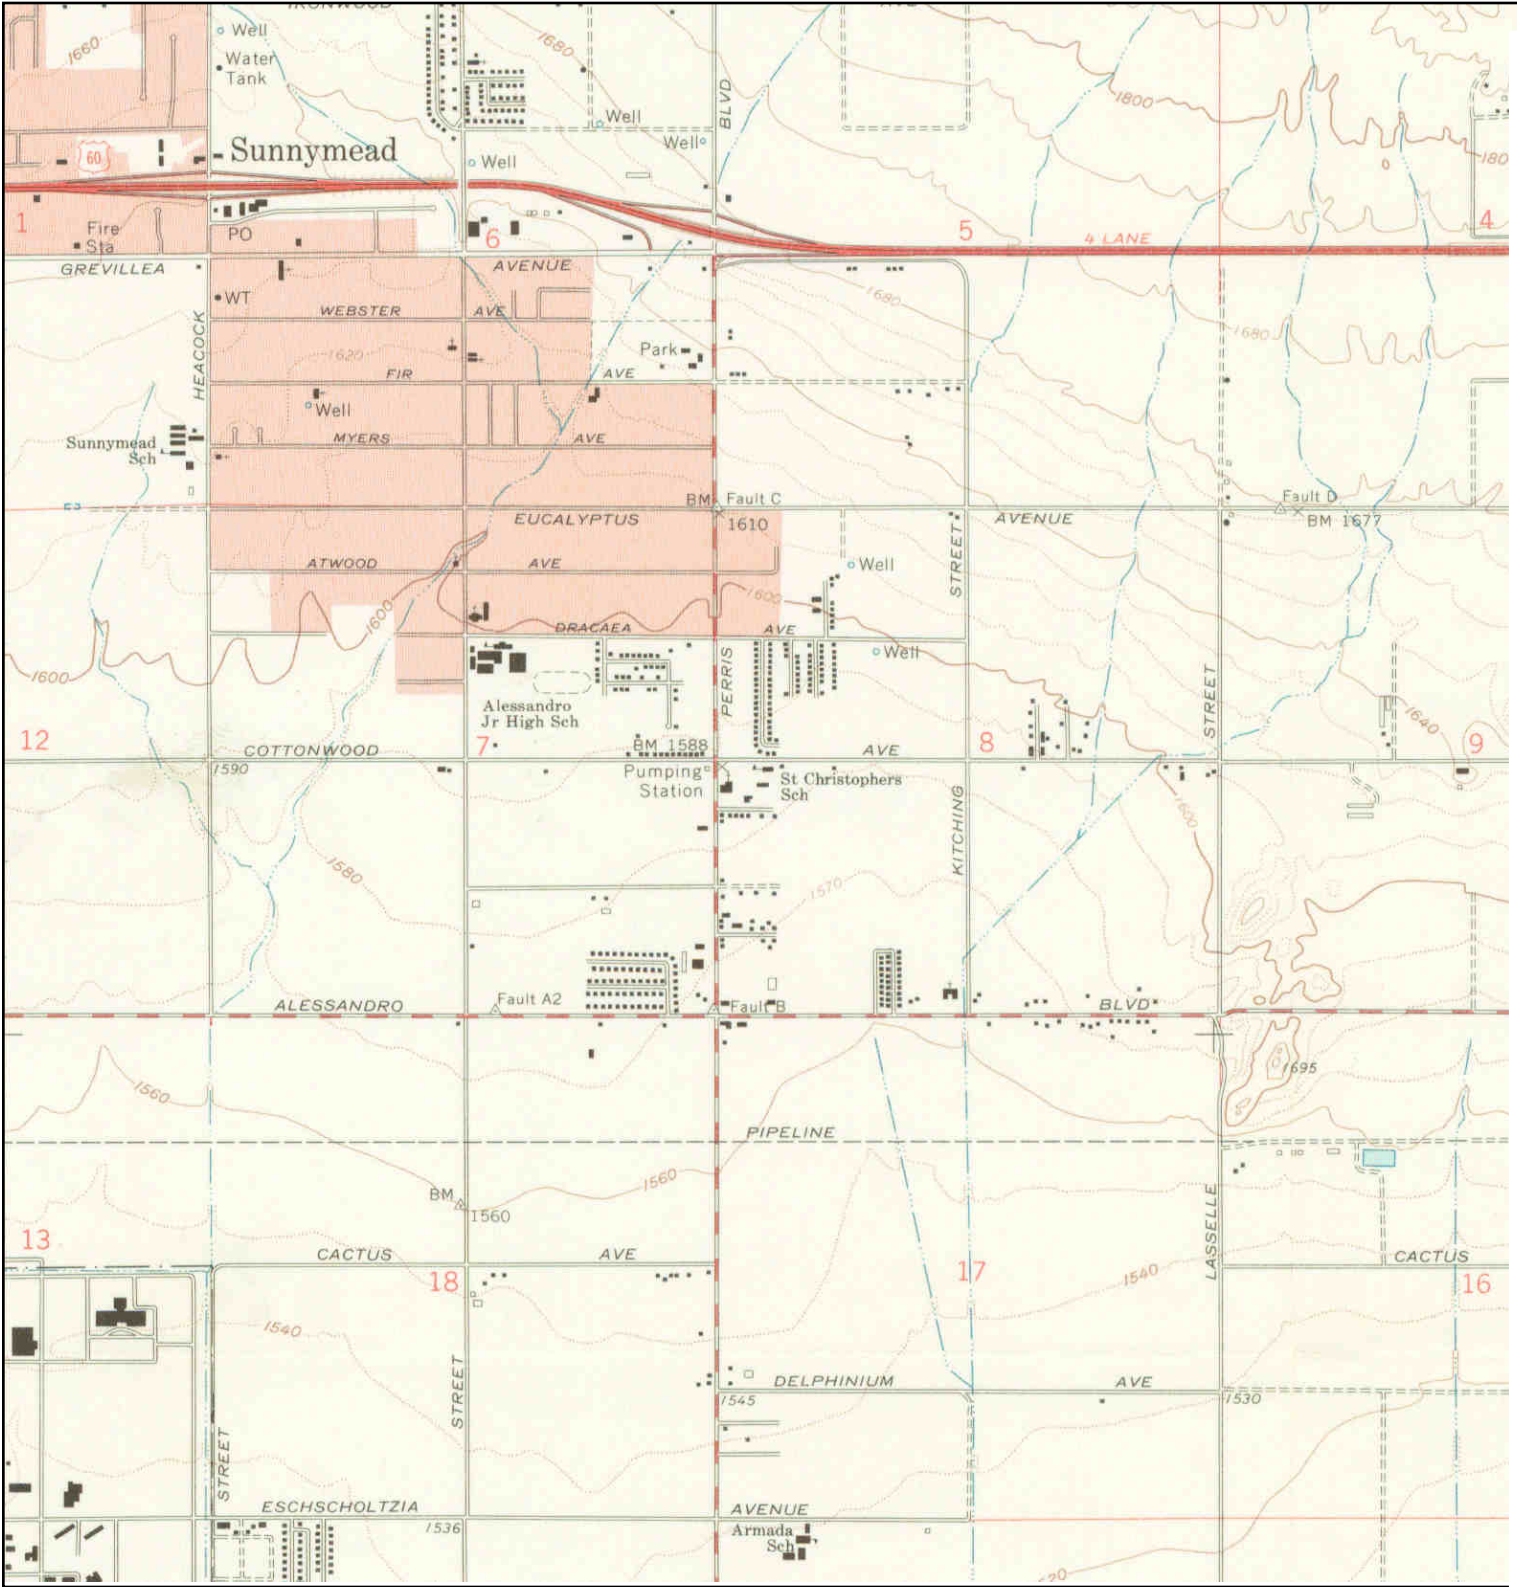 IRONWOOD
1660
Well
Water
Tank
1680
Well
BLVD
Well
1800
60
Sunnymead
Well
180
1
Fire
Sta
PO
6
5
4 LANE
4
GREVILLEA
AVENUE
WT
HEACOCK
WEBSTER
AVE
1680
1680
1620
Park
FIR
AVE
Well
Sunnymead
Sch
MYERS
AVE
BM
Fault C
1610
Fault D
BM 1677
EUCALYPTUS
AVENUE
STREET
ATWOOD
AVE
Well
1600
1600
DRACAEA
AVE
1600
Well
PERRIS
STREET
Alessandro
Jr High Sch
1640
12
COTTONWOOD
7
BM 1588
AVE
8
9
1590
Pumping
Station
St Christophers
Sch
KITCHING
1600
1580
1570
ALESSANDRO
Fault A2
Fault B
BLVD
1560
1695
PIPELINE
1560
BM
1560
LASSELLE
13
CACTUS
AVE
CACTUS
18
17
1540
16
1540
STREET
DELPHINIUM
AVE
1545
1530
STREET
ESCHSCHOLTZIA
AVENUE
1536
Armada
Sch